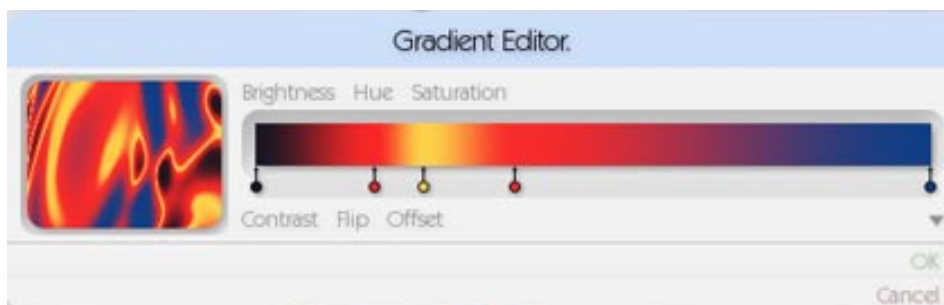 Gradient Editor.
Brightness Hue Saturation
Contrast Flip Offset
OK
Cancel